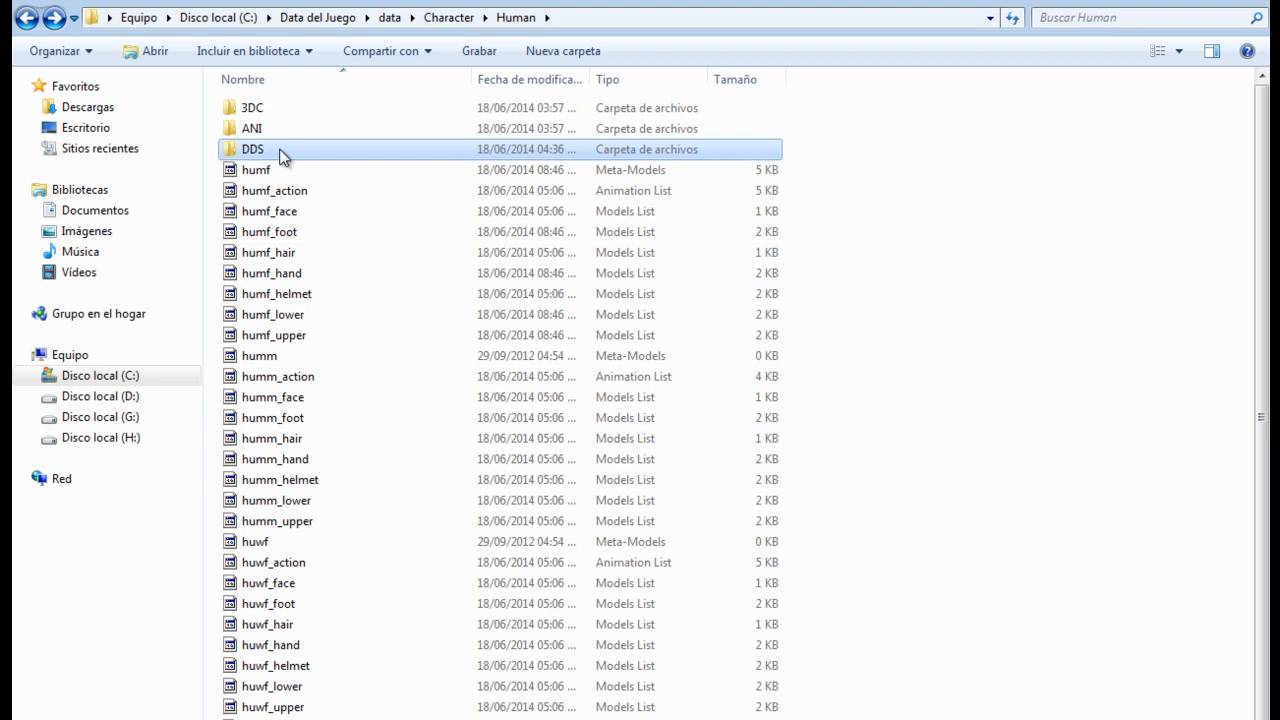 Equipo Disco local (C:) Data del Juego data Character Human Buscar Human
Organizar Abrir Incluir en biblioteca Compartir con Grabar Nueva carpeta
Favoritos
Descargas
Escritorio
Sitios recientes
Bibliotecas
Documentos
Imágenes
Música
Vídeos
Grupo en el hogar
Equipo
Disco local (C:)
Disco local (D:)
Disco local (G:)
Disco local (H:)
Red
Nombre Fecha de modifica... Tipo Tamaño
3DC 18/06/2014 03:57 ... Carpeta de archivos
ANI 18/06/2014 03:57 ... Carpeta de archivos
DDS 18/06/2014 04:36 ... Carpeta de archivos
humf 18/06/2014 08:46 ... Meta-Models 5 KB
humf_action 18/06/2014 05:06 ... Animation List 5 KB
humf_face 18/06/2014 05:06 ... Models List 1 KB
humf_foot 18/06/2014 08:46 ... Models List 2 KB
humf_hair 18/06/2014 05:06 ... Models List 1 KB
humf_hand 18/06/2014 08:46 ... Models List 2 KB
humf_helmet 18/06/2014 05:06 ... Models List 2 KB
humf_lower 18/06/2014 08:46 ... Models List 2 KB
humf_upper 18/06/2014 08:46 ... Models List 2 KB
humm 29/09/2012 04:54 ... Meta-Models 0 KB
humm_action 18/06/2014 05:06 ... Animation List 4 KB
humm_face 18/06/2014 05:06 ... Models List 1 KB
humm_foot 18/06/2014 05:06 ... Models List 2 KB
humm_hair 18/06/2014 05:06 ... Models List 1 KB
humm_hand 18/06/2014 05:06 ... Models List 2 KB
humm_helmet 18/06/2014 05:06 ... Models List 2 KB
humm_lower 18/06/2014 05:06 ... Models List 2 KB
humm_upper 18/06/2014 05:06 ... Models List 2 KB
huwf 29/09/2012 04:54 ... Meta-Models 0 KB
huwf_action 18/06/2014 05:06 ... Animation List 5 KB
huwf_face 18/06/2014 05:06 ... Models List 1 KB
huwf_foot 18/06/2014 05:06 ... Models List 2 KB
huwf_hair 18/06/2014 05:06 ... Models List 1 KB
huwf_hand 18/06/2014 05:06 ... Models List 2 KB
huwf_helmet 18/06/2014 05:06 ... Models List 2 KB
huwf_lower 18/06/2014 05:06 ... Models List 2 KB
huwf_upper 18/06/2014 05:06 ... Models List 2 KB